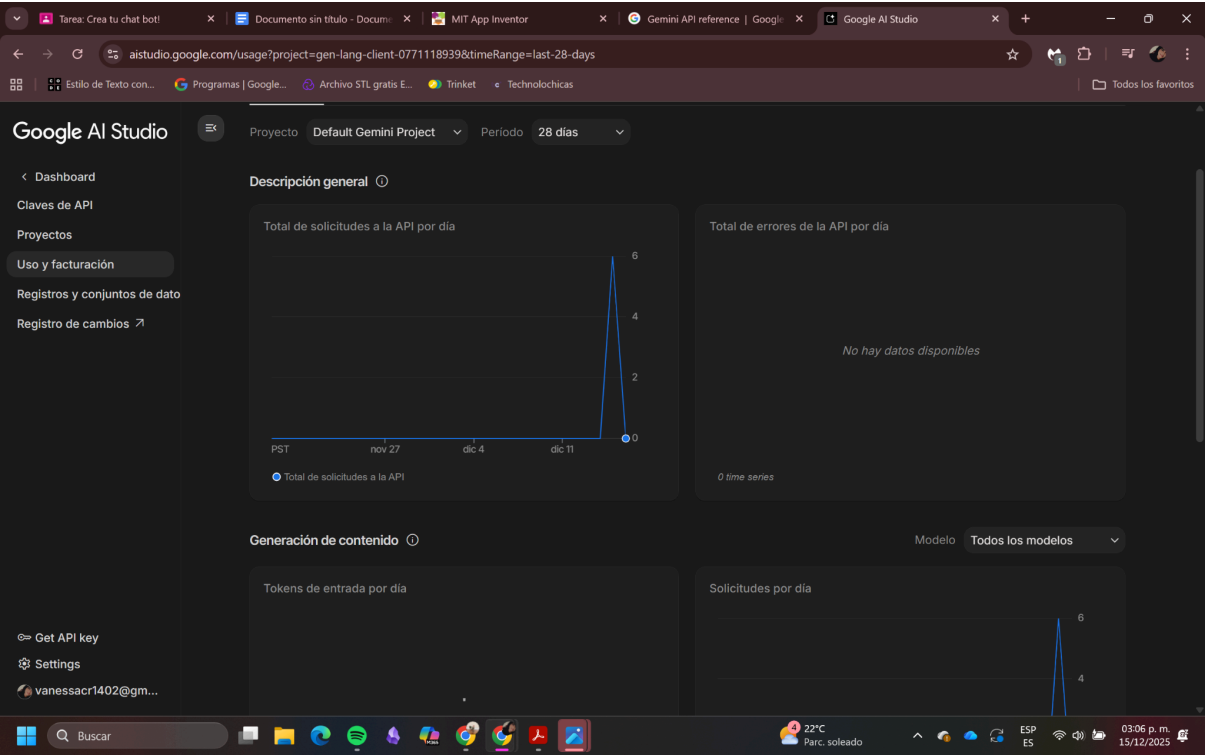 Tarea: Crea tu chat bot!
Documento sin título - Docume
MIT App Inventor
Gemini API reference | Google
Google AI Studio
aistudio.google.com/usage?project=gen-lang-client-0771118939&timeRange=last-28-days
1
Estilo de Texto con...
Programas | Google...
Archivo STL gratis E...
Trinket
Technolochicas
Todos los favoritos
Google AI Studio
Proyecto
Default Gemini Project
Período
28 días
Dashboard
Claves de API
Proyectos
Uso y facturación
Registros y conjuntos de dato
Registro de cambios
Get API key
Settings
vanessacr1402@gm...
Descripción general
Total de solicitudes a la API por día
6
4
2
0
PST
nov 27
dic 4
dic 11
Total de solicitudes a la API
Total de errores de la API por día
No hay datos disponibles
0 time series
Generación de contenido
Modelo
Todos los modelos
Tokens de entrada por día
Solicitudes por día
6
4
Buscar
4
22°C
Parc. soleado
ESP
ES
03:06 p. m.
15/12/2025